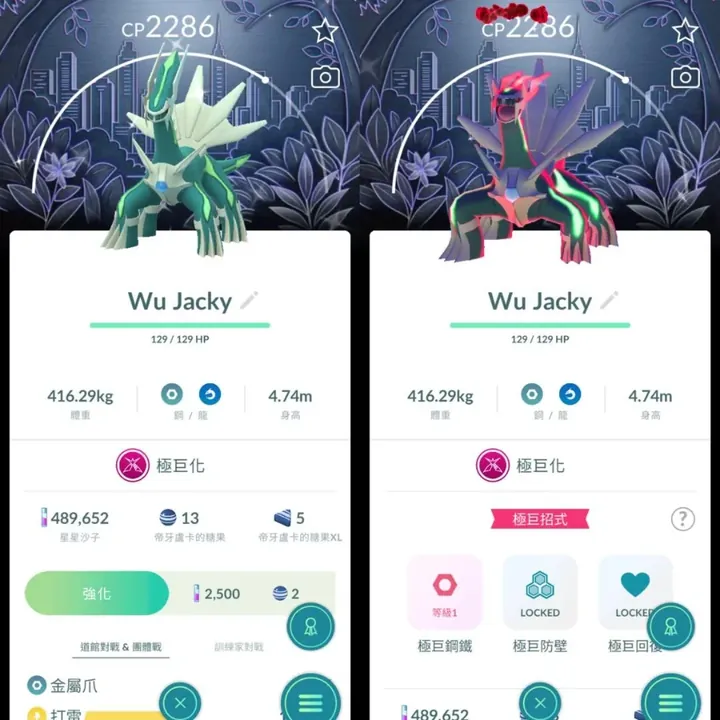 CP2286
Wu Jacky
129 / 129 HP
416.29kg
體重
鋼 / 龍
4.74m
身高
極巨化
489,652
星星沙子
13
帝牙盧卡的糖果
5
帝牙盧卡的糖果XL
強化
2,500
2
道館對戰 & 團體戰
訓練家對戰
金屬爪
打雷
CP2286
Wu Jacky
129 / 129 HP
416.29kg
體重
鋼 / 龍
4.74m
身高
極巨化
極巨招式
?
等級1
極巨鋼鐵
LOCKED
極巨防壁
LOCKED
極巨回復
489,652